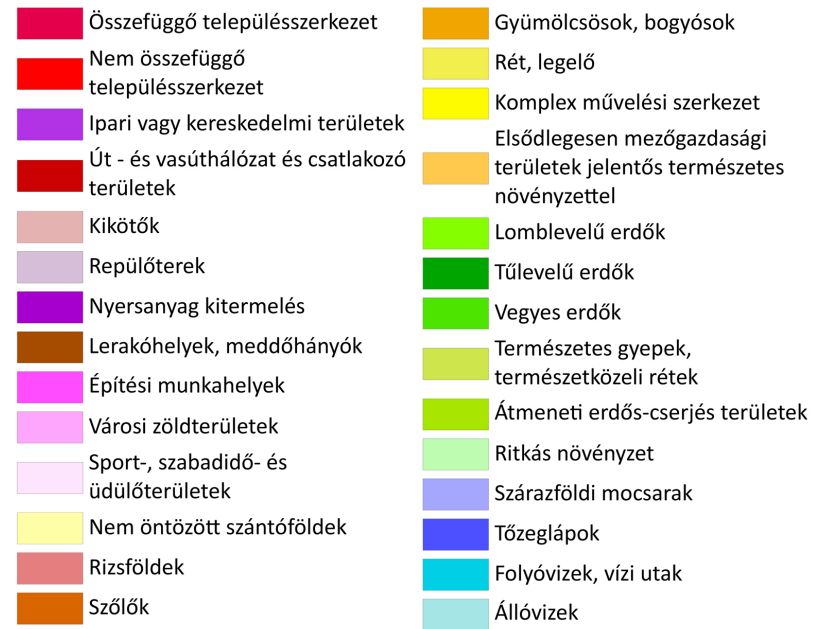 Összefüggő településszerkezet
Nem összefüggő
településszerkezet
Ipari vagy kereskedelmi területek
Út - és vasúthálózat és csatlakozó
területek
Kikötők
Repülőterek
Nyersanyag kitermelés
Lerakóhelyek, meddőhányók
Építési munkahelyek
Városi zöldterületek
Sport-, szabadidő- és
üdülőterületek
Nem öntözött szántóföldek
Rizsföldek
Szőlők
Gyümölcsösok, bogyósok
Rét, legelő
Komplex művelési szerkezet
Elsődlegesen mezőgazdasági
területek jelentős természetes
növényzettel
Lomblevelű erdők
Tűlevelű erdők
Vegyes erdők
Természetes gyepek,
természetközeli rétek
Átmeneti erdős-cserjés területek
Ritkás növényzet
Szárazföldi mocsarak
Tőzeglápok
Folyóvizek, vízi utak
Állóvizek